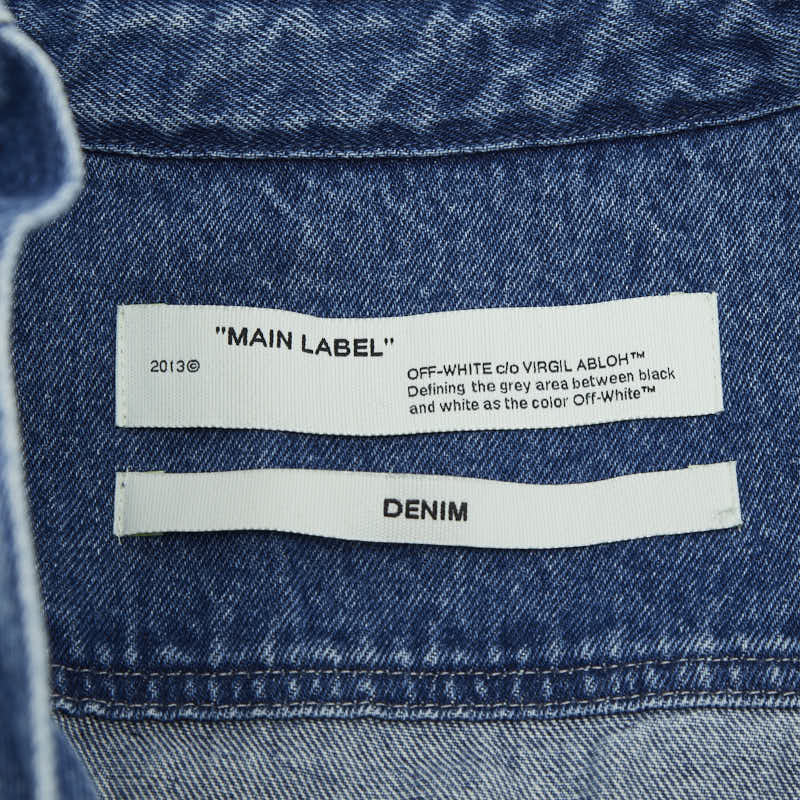 "MAIN LABEL"
2013©
OFF-WHITE c/o VIRGIL ABLOH™
Defining the grey area between black
and white as the color Off-White™
DENIM